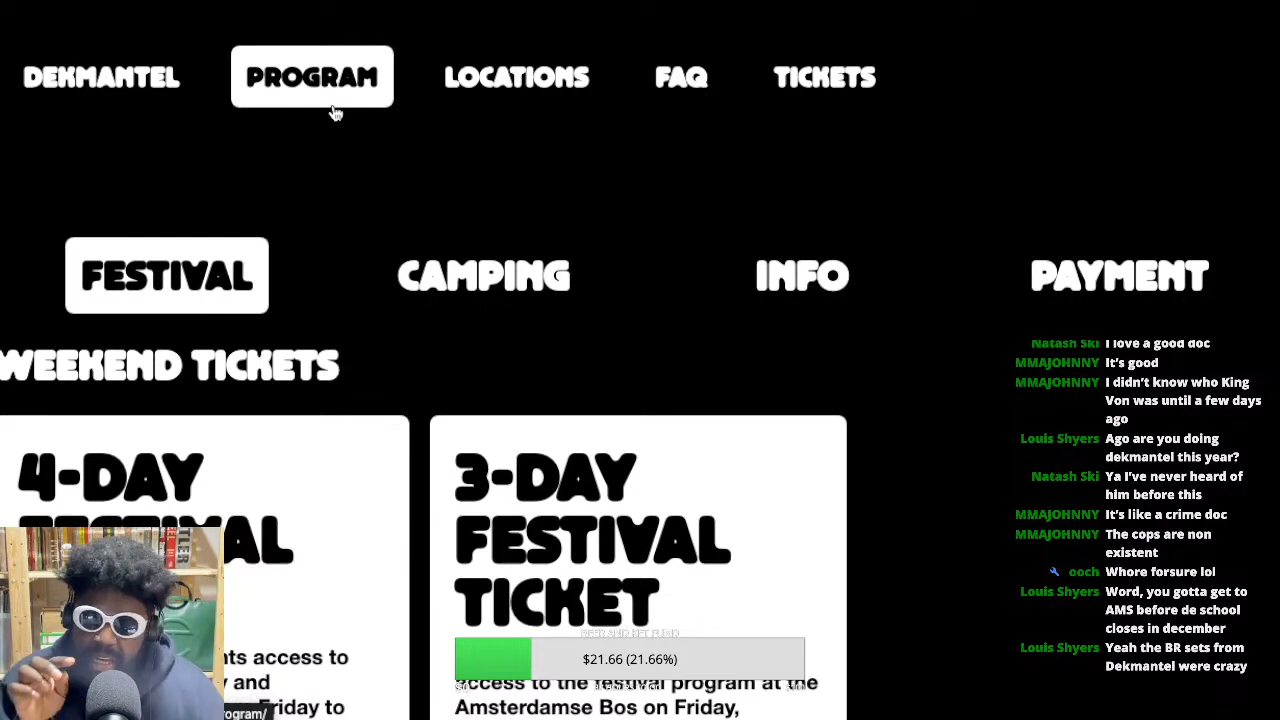 DEKMANTEL
PROGRAM
LOCATIONS
FAQ
TICKETS
FESTIVAL
CAMPING
INFO
PAYMENT
WEEKEND TICKETS
4-DAY
FESTIVAL
nts access to
y and
Friday to
rogram/
3-DAY
FESTIVAL
TICKET
$21.66 (21.66%)
access to the festival program at the
Amsterdamse Bos on Friday,
Natash Ski I love a good doc
MMAJOHNNY It's good
MMAJOHNNY I didn't know who King
Von was until a few days
ago
Louis Shyers Ago are you doing
dekmantel this year?
Natash Ski Ya I've never heard of
him before this
MMAJOHNNY It's like a crime doc
MMAJOHNNY The cops are non
existent
ooch Whore forsure lol
Louis Shyers Word, you gotta get to
AMS before de school
closes in december
Louis Shyers Yeah the BR sets from
Dekmantel were crazy